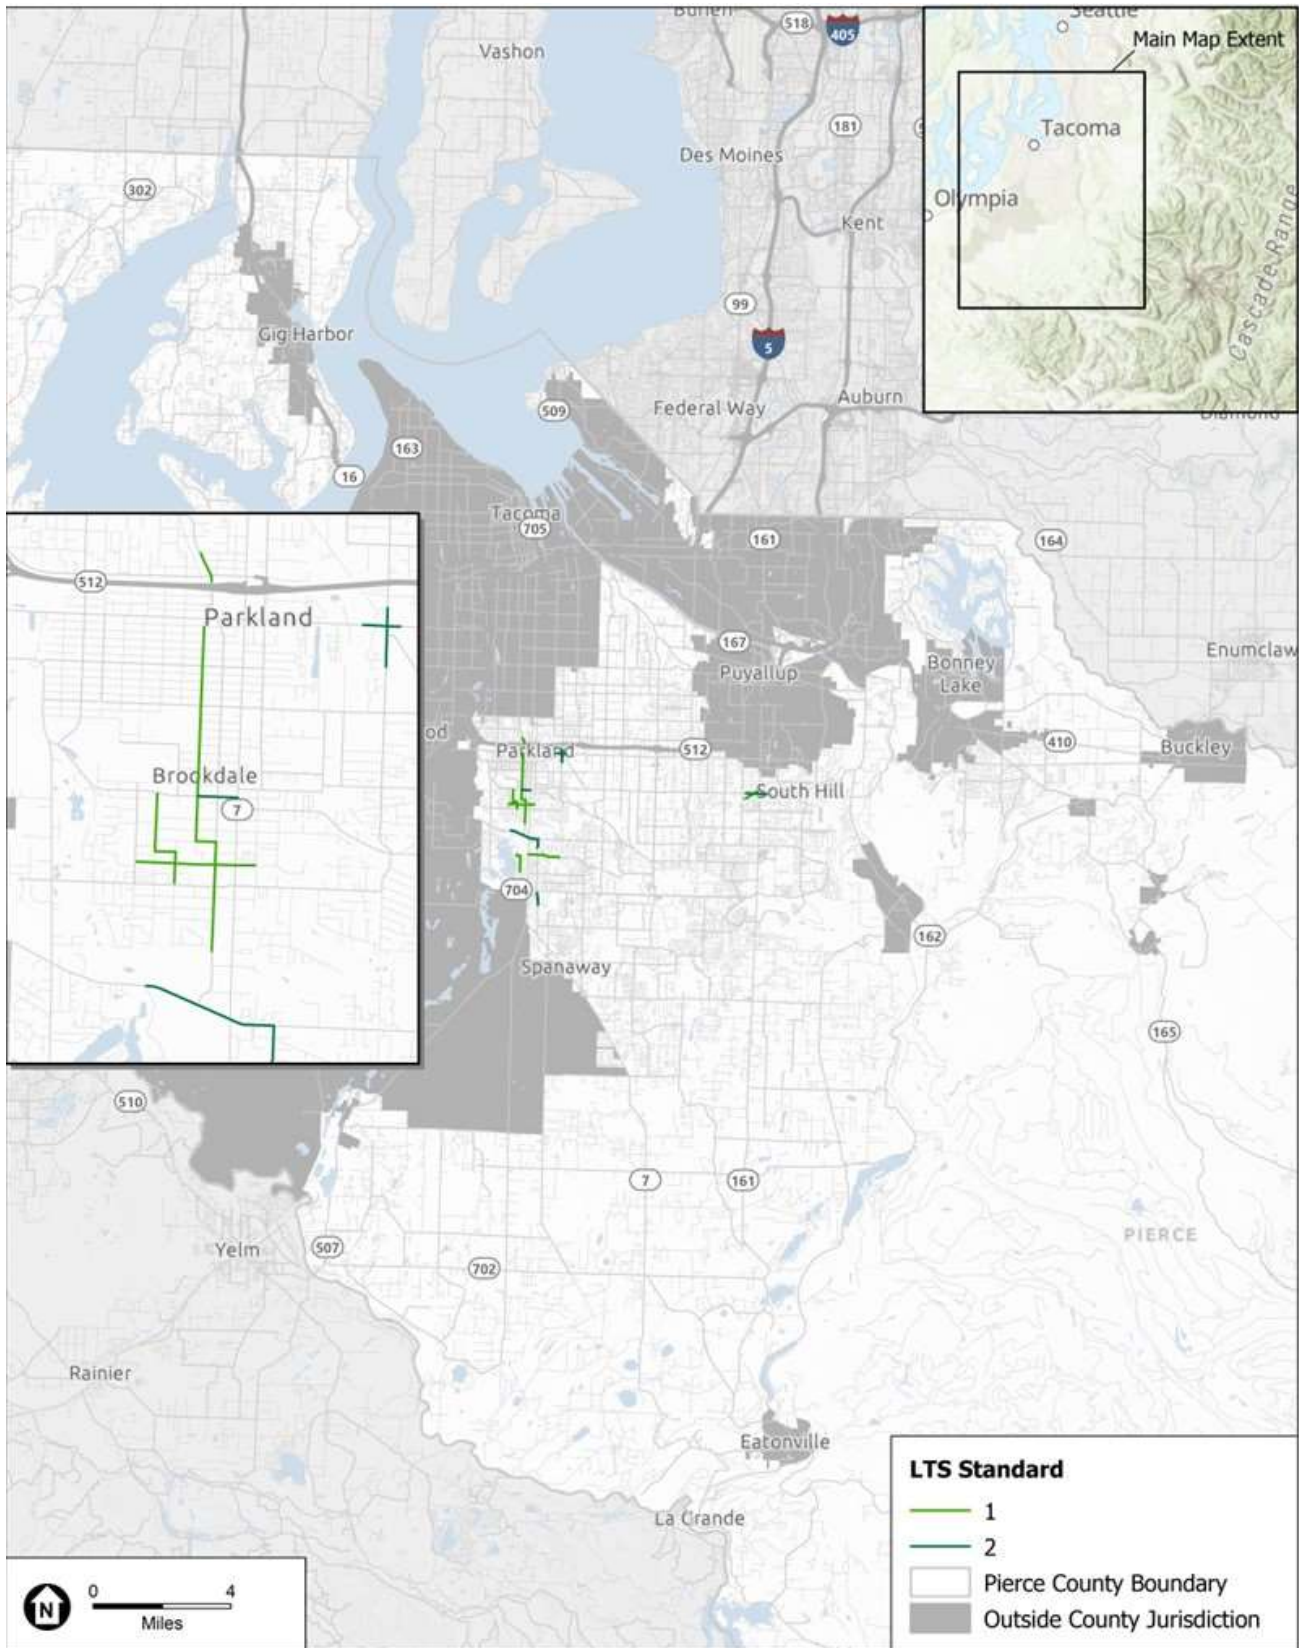 Burien
518
405
Seattle
Vashon
Main Map Extent
181
Tacoma
Des Moines
302
Olympia
Kent
Cascade Range
99
Gig Harbor
5
Auburn
Federal Way
509
Diamond
163
16
Tacoma
705
161
164
512
Parkland
167
Enumclaw
Puyallup
Bonney
Lake
od
Parkland
512
410
Buckley
Brookdale
7
South Hill
704
162
Spanaway
165
510
7
161
PIERCE
Yelm
507
702
Rainier
Eatonville
LTS Standard
1
La Grande
2
Pierce County Boundary
Outside County Jurisdiction
N
0 4
Miles